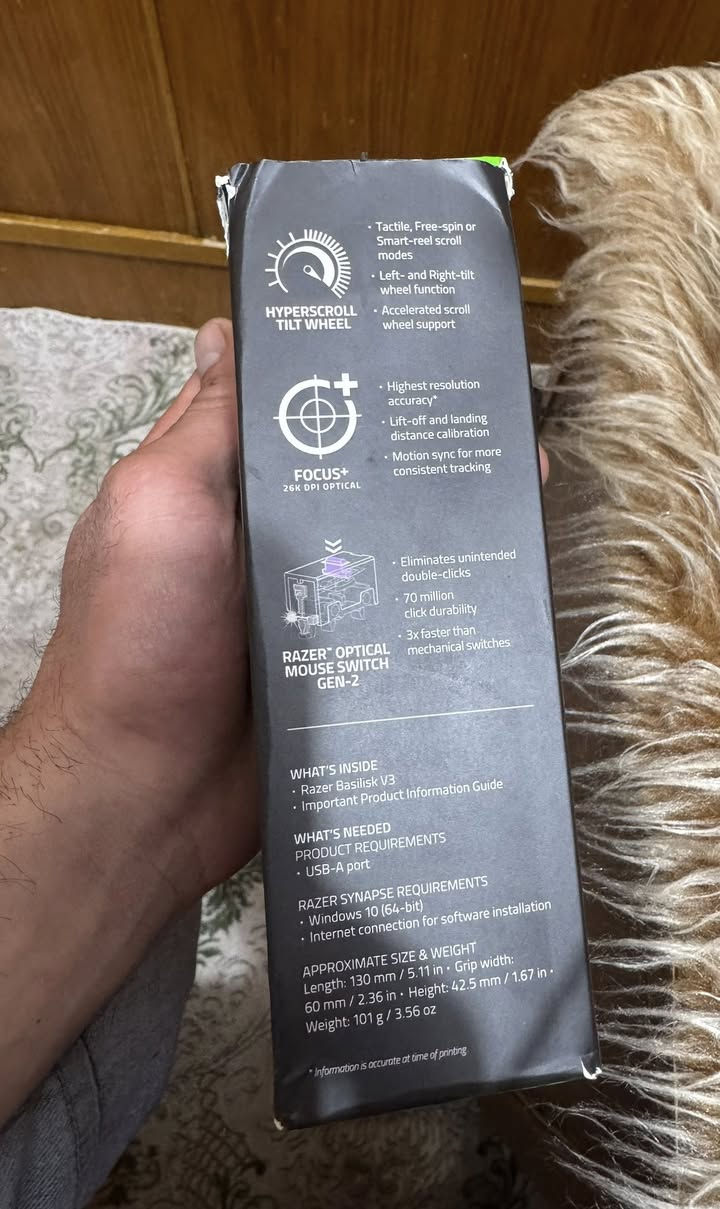 HYPERSCROLL
TILT WHEEL
• Tactile, Free-spin or
Smart-reel scroll
modes
• Left- and Right-tilt
wheel function
• Accelerated scroll
wheel support
FOCUS+
26K DPI OPTICAL
• Highest resolution
accuracy*
• Lift-off and landing
distance calibration
• Motion sync for more
consistent tracking
RAZER™ OPTICAL
MOUSE SWITCH
GEN-2
• Eliminates unintended
double-clicks
• 70 million
click durability
• 3x faster than
mechanical switches
WHAT'S INSIDE
• Razer Basilisk V3
• Important Product Information Guide
WHAT'S NEEDED
PRODUCT REQUIREMENTS
• USB-A port
RAZER SYNAPSE REQUIREMENTS
• Windows 10 (64-bit)
• Internet connection for software installation
APPROXIMATE SIZE & WEIGHT
Length: 130 mm / 5.11 in • Grip width:
60 mm / 2.36 in • Height: 42.5 mm / 1.67 in •
Weight: 101 g / 3.56 oz
* Information is accurate at time of printing